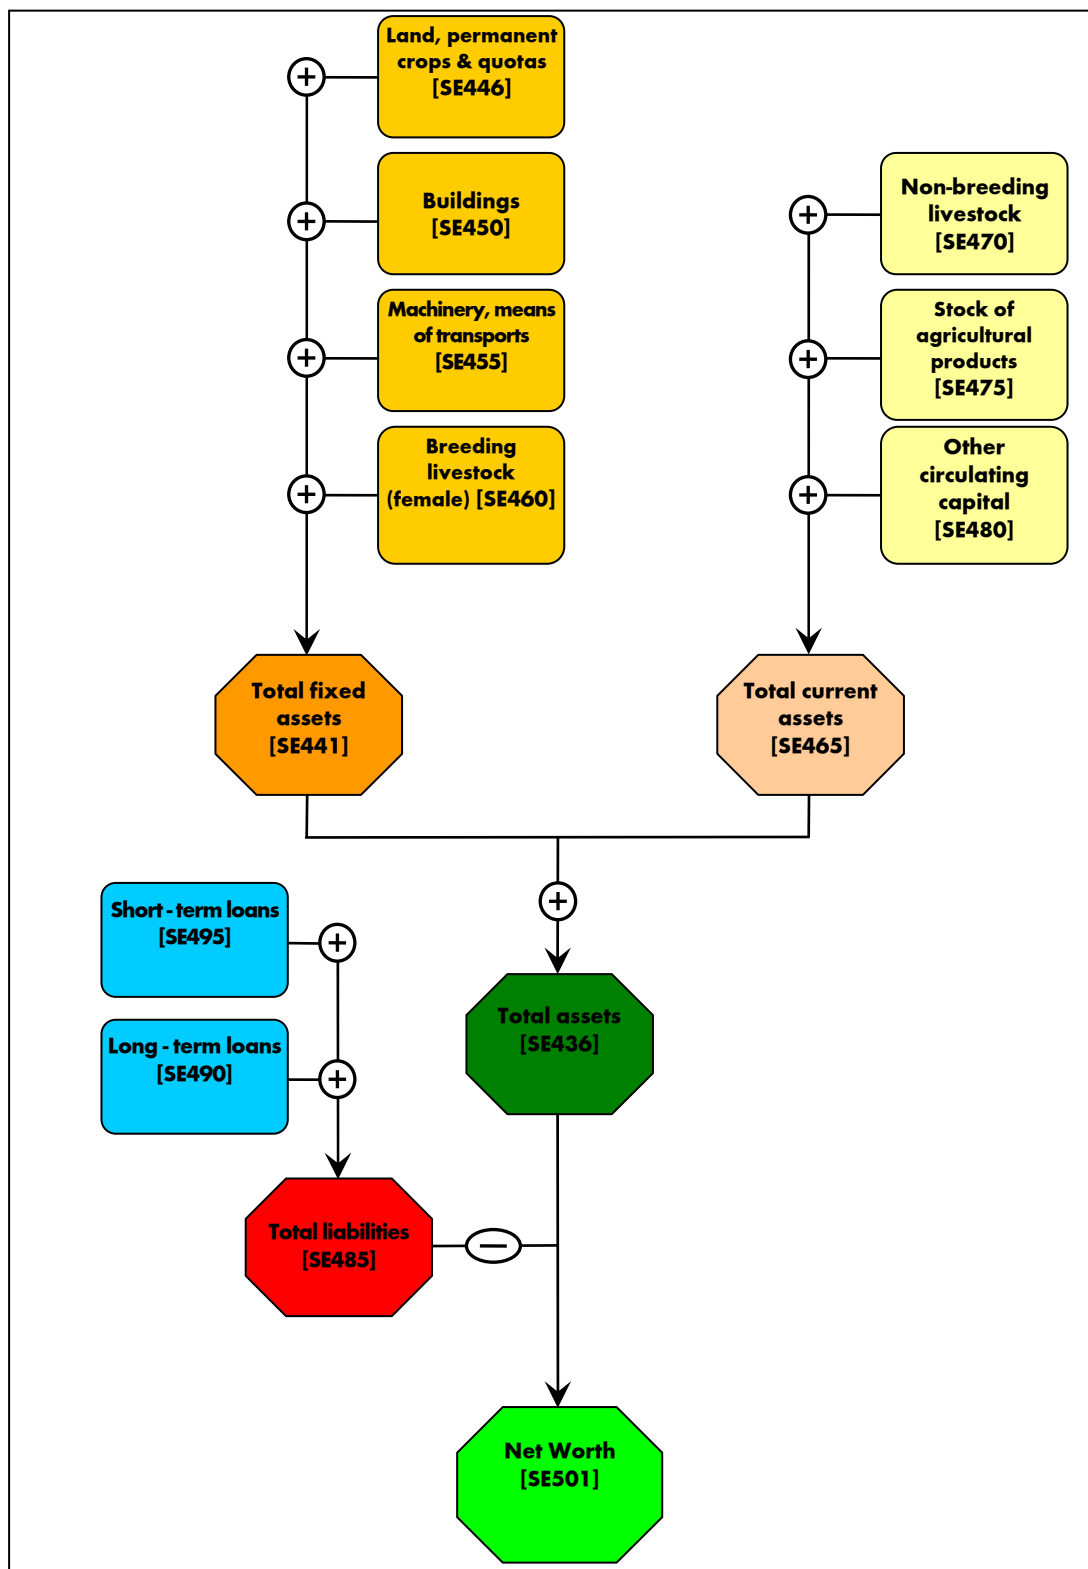 Land, permanent
crops & quotas
[SE446]
Buildings
[SE450]
Machinery, means
of transports
[SE455]
Breeding
livestock
(female) [SE460]
Non-breeding
livestock
[SE470]
Stock of
agricultural
products
[SE475]
Other
circulating
capital
[SE480]
Total fixed
assets
[SE441]
Total current
assets
[SE465]
Short - term loans
[SE495]
Long - term loans
[SE490]
Total assets
[SE436]
Total liabilities
[SE485]
Net Worth
[SE501]